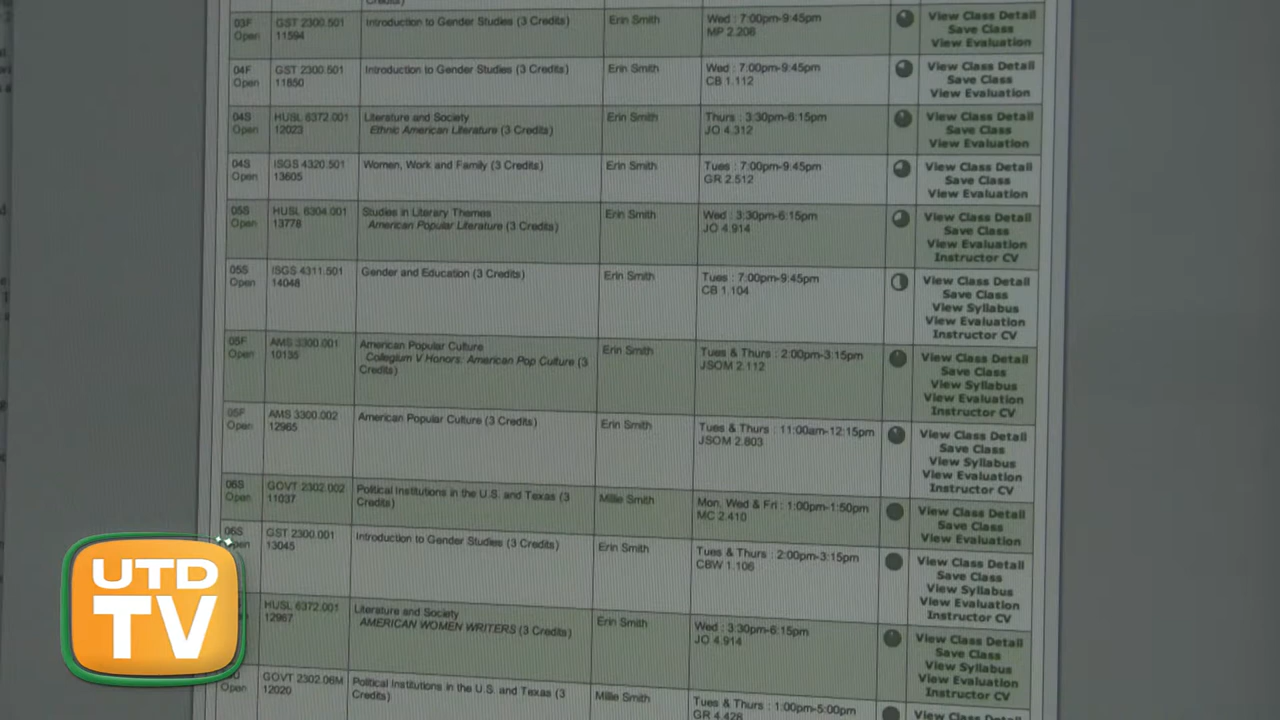 Credits)
03F GST 2300.501 Introduction to Gender Studies (3 Credits) Erin Smith Wed : 7:00pm-9:45pm View Class Detail
Open 11594 MP 2.208 Save Class
View Evaluation
04F GST 2300.501 Introduction to Gender Studies (3 Credits) Erin Smith Wed : 7:00pm-9:45pm View Class Detail
Open 11850 CB 1.112 Save Class
View Evaluation
04S HUSL 6372.001 Literature and Society Erin Smith Thurs : 3:30pm-6:15pm View Class Detail
Open 12023 Ethnic American Literature (3 Credits) JO 4.312 Save Class
View Evaluation
04S ISGS 4320.501 Women, Work and Family (3 Credits) Erin Smith Tues : 7:00pm-9:45pm View Class Detail
Open 13605 GR 2.512 Save Class
View Evaluation
05S HUSL 6304.001 Studies in Literary Themes Erin Smith Wed : 3:30pm-6:15pm View Class Detail
Open 13778 American Popular Literature (3 Credits) JO 4.914 Save Class
View Evaluation
Instructor CV
05S ISGS 4311.501 Gender and Education (3 Credits) Erin Smith Tues : 7:00pm-9:45pm View Class Detail
Open 14048 CB 1.104 Save Class
View Syllabus
View Evaluation
Instructor CV
05F AMS 3300.001 American Popular Culture Erin Smith Tues & Thurs : 2:00pm-3:15pm View Class Detail
Open 10135 Collegium V Honors: American Pop Culture (3 JSOM 2.112 Save Class
Credits) View Syllabus
View Evaluation
Instructor CV
05F AMS 3300.002 American Popular Culture (3 Credits) Erin Smith Tues & Thurs : 11:00am-12:15pm View Class Detail
Open 12965 JSOM 2.803 Save Class
View Syllabus
View Evaluation
Instructor CV
06S GOVT 2302.002 Political Institutions in the U.S. and Texas (3 Millie Smith Mon, Wed & Fri : 1:00pm-1:50pm View Class Detail
Open 11037 Credits) MC 2.410 Save Class
View Evaluation
06S GST 2300.001 Introduction to Gender Studies (3 Credits) Erin Smith Tues & Thurs : 2:00pm-3:15pm View Class Detail
Open 13045 CBW 1.106 Save Class
View Syllabus
View Evaluation
Instructor CV
HUSL 6372.001 Literature and Society Erin Smith Wed : 3:30pm-6:15pm View Class Detail
12967 AMERICAN WOMEN WRITERS (3 Credits) JO 4.914 Save Class
View Syllabus
View Evaluation
Instructor CV
GOVT 2302.06M Political Institutions in the U.S. and Texas (3 Millie Smith Tues & Thurs : 1:00pm-5:00pm View Class Detail
Open 12020 Credits) GR 4.428
UTD
TV